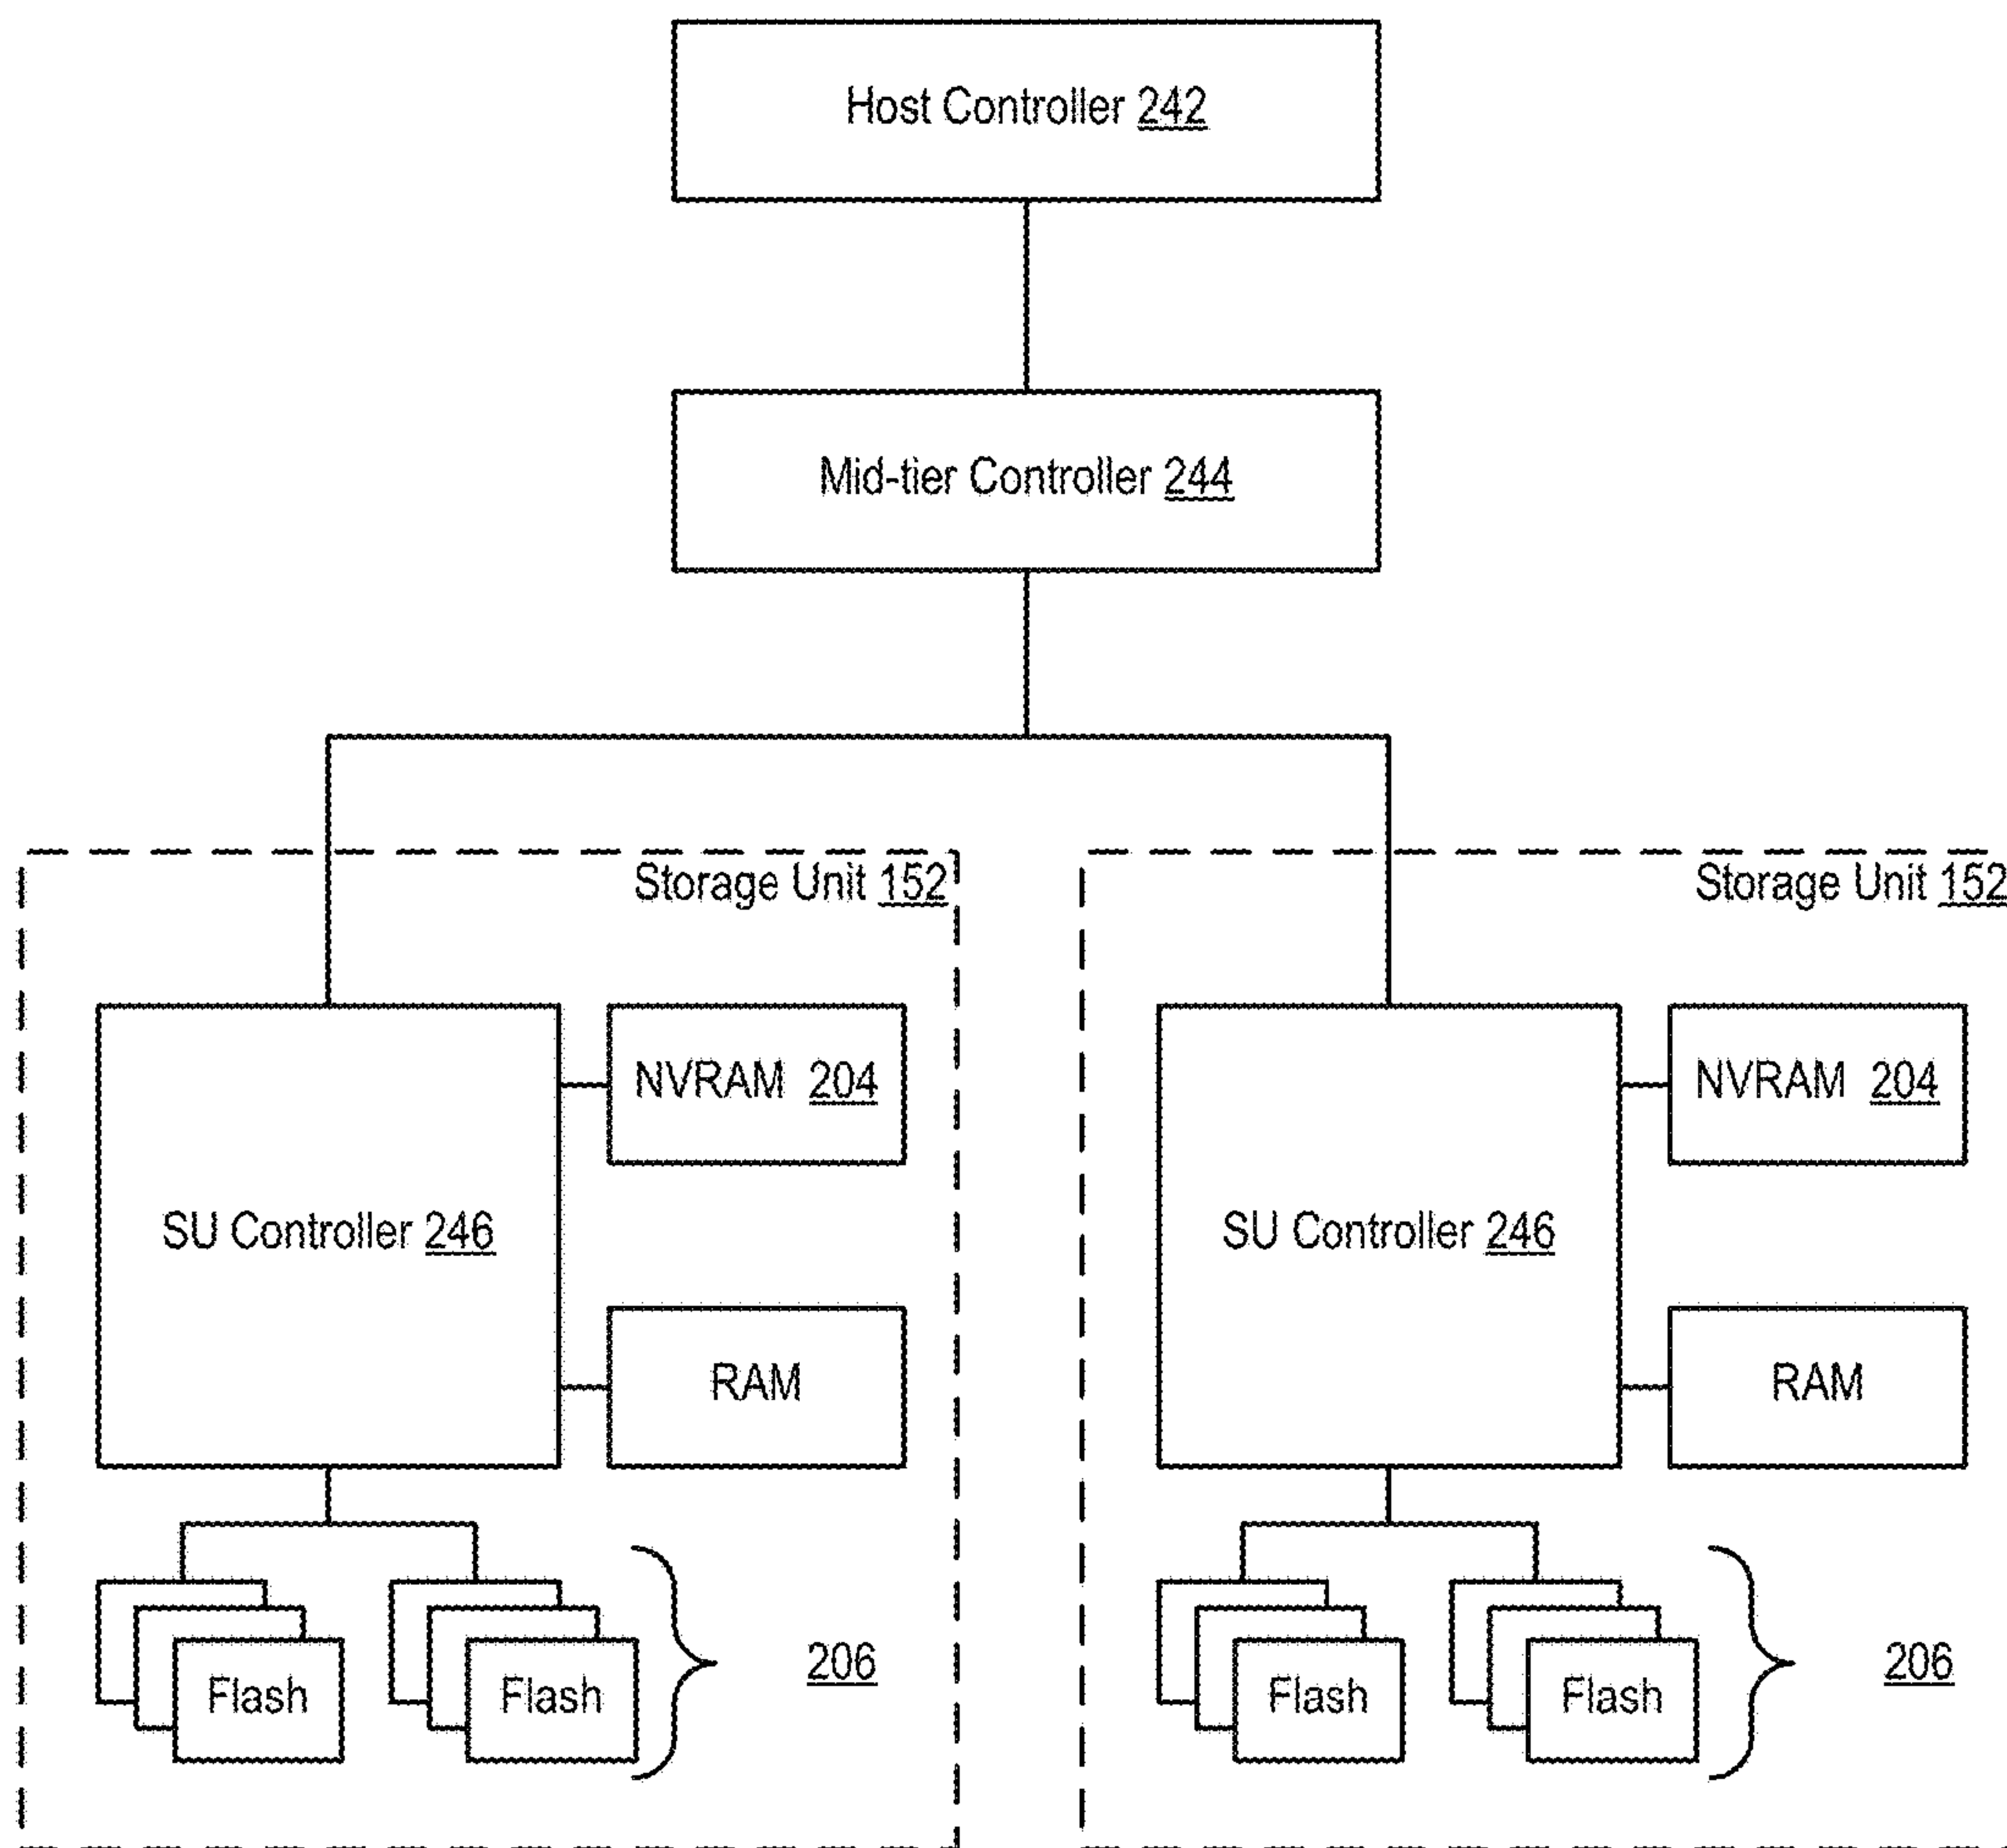 Host Controller 242
Mid-tier Controller 244
Storage Unit 152
NVRAM 204
SU Controller 246
RAM
Flash
Flash
206
Storage Unit 152
NVRAM 204
SU Controller 246
RAM
Flash
Flash
206